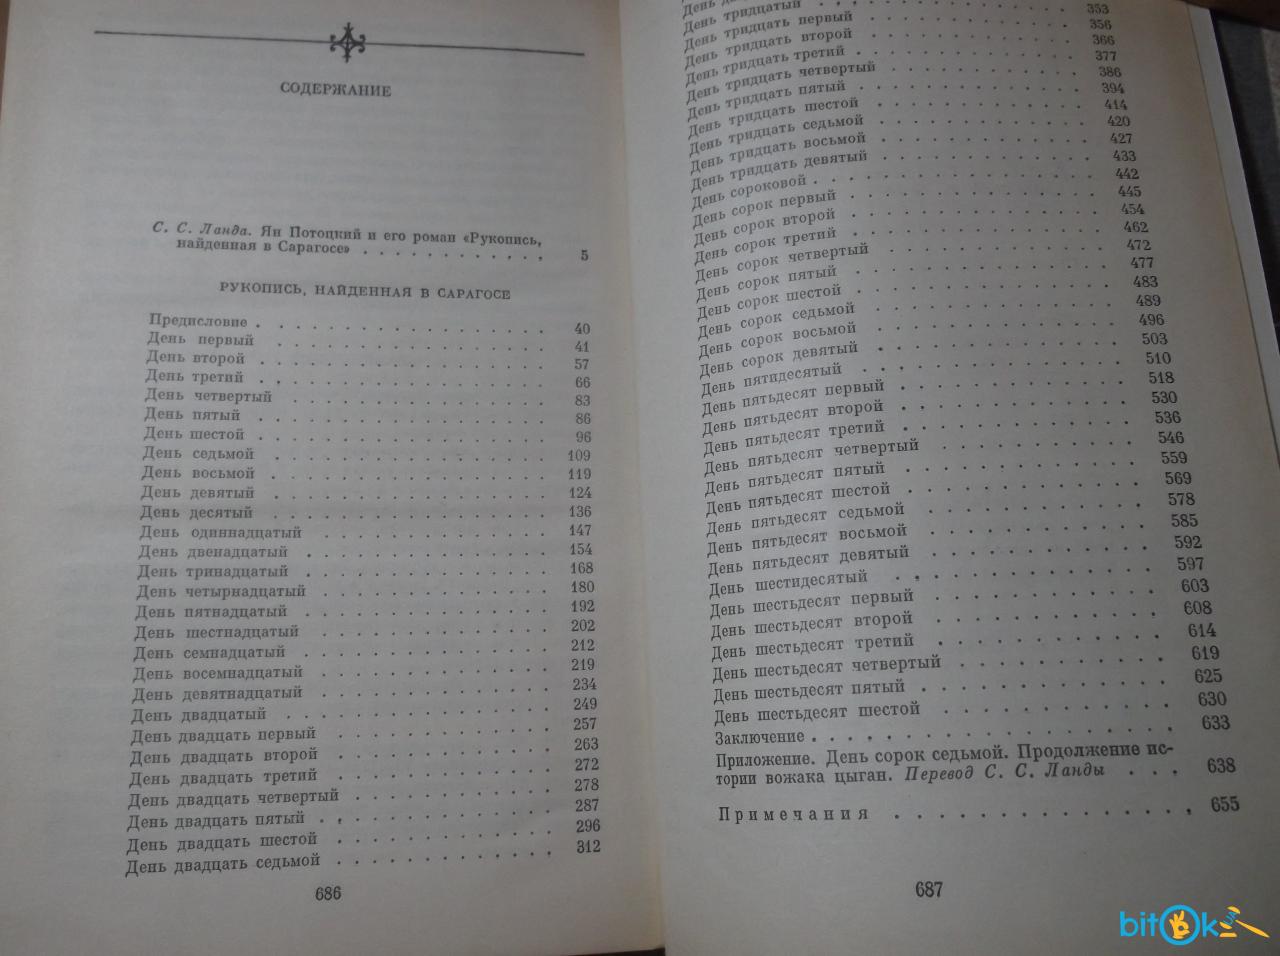 СОДЕРЖАНИЕ
С. С. Ланда. Ян Потоцкий и его роман «Рукопись,
найденная в Сарагосе» . . . . . . . . . . . . 5
РУКОПИСЬ, НАЙДЕННАЯ В САРАГОСЕ
Предисловие . . . . . . . . . . 40
День первый . . . . . . . . . . 41
День второй . . . . . . . . . . 57
День третий . . . . . . . . . . 66
День четвертый . . . . . . . . . . 83
День пятый . . . . . . . . . . 86
День шестой . . . . . . . . . . 96
День седьмой . . . . . . . . . . 109
День восьмой . . . . . . . . . . 119
День девятый . . . . . . . . . . 124
День десятый . . . . . . . . . . 136
День одиннадцатый . . . . . . . . . . 147
День двенадцатый . . . . . . . . . . 154
День тринадцатый . . . . . . . . . . 168
День четырнадцатый . . . . . . . . . . 180
День пятнадцатый . . . . . . . . . . 192
День шестнадцатый . . . . . . . . . . 202
День семнадцатый . . . . . . . . . . 212
День восемнадцатый . . . . . . . . . . 219
День девятнадцатый . . . . . . . . . . 234
День двадцатый . . . . . . . . . . 249
День двадцать первый . . . . . . . . . . 257
День двадцать второй . . . . . . . . . . 263
День двадцать третий . . . . . . . . . . 272
День двадцать четвертый . . . . . . . . . . 278
День двадцать пятый . . . . . . . . . . 287
День двадцать шестой . . . . . . . . . . 296
День двадцать седьмой . . . . . . . . . . 312
686
День
День тридцатый . . . . . . . . . . 353
День тридцать первый . . . . . . . . . . 356
День тридцать второй . . . . . . . . . . 366
День тридцать третий . . . . . . . . . . 377
День тридцать четвертый . . . . . . . . . . 386
День тридцать пятый . . . . . . . . . . 394
День тридцать шестой . . . . . . . . . . 414
День тридцать седьмой . . . . . . . . . . 420
День тридцать восьмой . . . . . . . . . . 427
День тридцать девятый . . . . . . . . . . 433
День сороковой . . . . . . . . . . 442
День сорок первый . . . . . . . . . . 445
День сорок второй . . . . . . . . . . 454
День сорок третий . . . . . . . . . . 462
День сорок четвертый . . . . . . . . . . 472
День сорок пятый . . . . . . . . . . 477
День сорок шестой . . . . . . . . . . 483
День сорок седьмой . . . . . . . . . . 489
День сорок восьмой . . . . . . . . . . 496
День сорок девятый . . . . . . . . . . 503
День пятидесятый . . . . . . . . . . 510
День пятьдесят первый . . . . . . . . . . 518
День пятьдесят второй . . . . . . . . . . 530
День пятьдесят третий . . . . . . . . . . 536
День пятьдесят четвертый . . . . . . . . . . 546
День пятьдесят пятый . . . . . . . . . . 559
День пятьдесят шестой . . . . . . . . . . 569
День пятьдесят седьмой . . . . . . . . . . 578
День пятьдесят восьмой . . . . . . . . . . 585
День пятьдесят девятый . . . . . . . . . . 592
День шестидесятый . . . . . . . . . . 597
День шестьдесят первый . . . . . . . . . . 603
День шестьдесят второй . . . . . . . . . . 608
День шестьдесят третий . . . . . . . . . . 614
День шестьдесят четвертый . . . . . . . . . . 619
День шестьдесят пятый . . . . . . . . . . 625
День шестьдесят шестой . . . . . . . . . . 630
Заключение . . . . . . . . . . 633
Приложение. День сорок седьмой. Продолжение ис-
тории вожака цыган. Перевод С. С. Ланды . . . 638
Примечания . . . . . . . . . . 655
687
bitok.ua